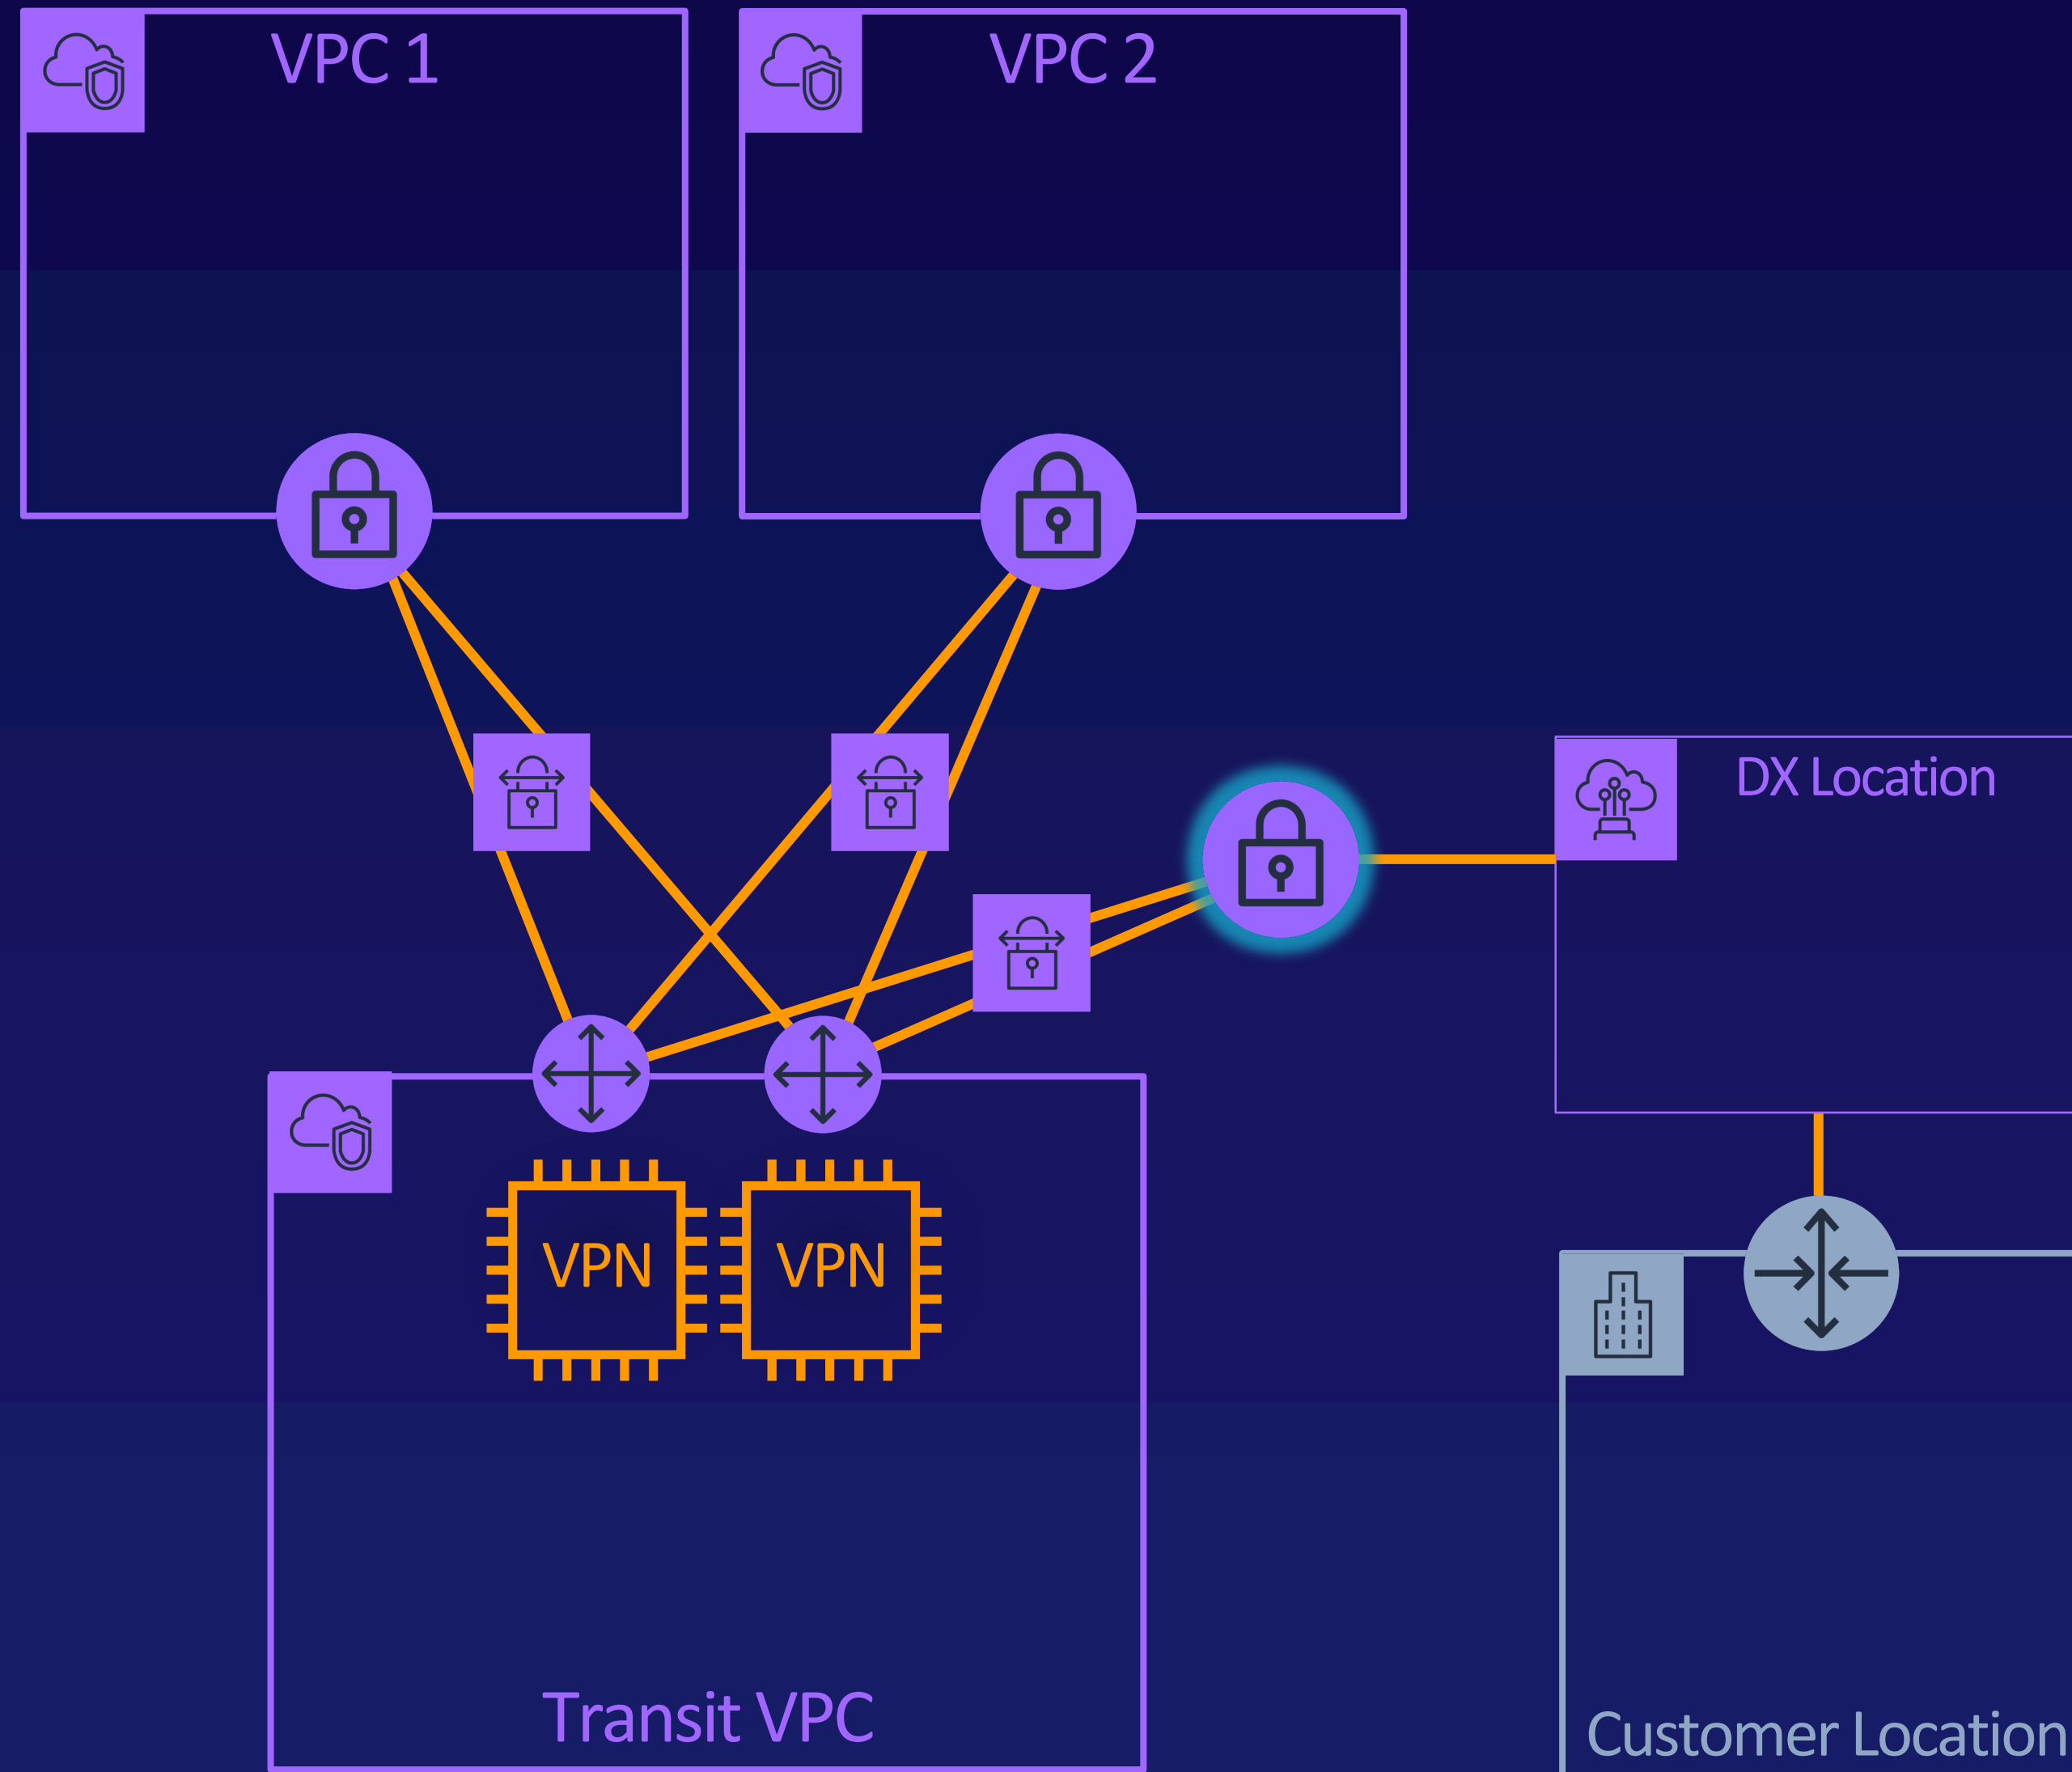 VPC 1
VPC 2
DX Location
VPN
VPN
Transit VPC
Customer Location